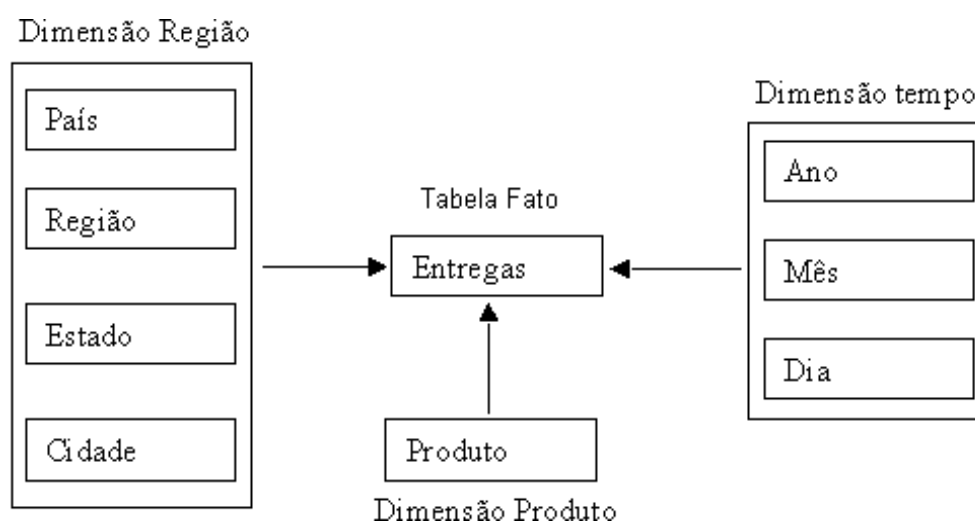 Dimensão Região
País
Região
Estado
Cidade
Tabela Fato
Entregas
Produto
Dimensão Produto
Dimensão tempo
Ano
Mês
Dia